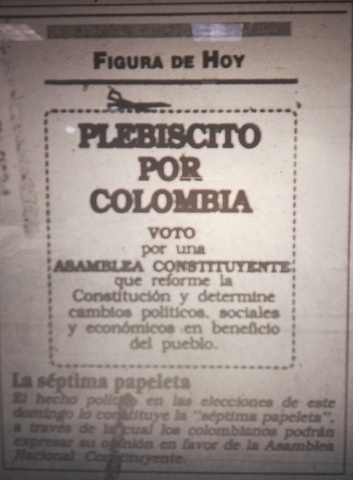 FIGURA DE HOY
PLEBISCITO
POR
COLOMBIA
VOTO
por una
ASAMBLEA CONSTITUYENTE
que reforme la
Constitución y determine
cambios políticos, sociales
y económicos en beneficio
del pueblo.
La séptima papeleta
El hecho político en las elecciones de este
domingo lo constituye la "séptima papeleta",
a través de la cual los colombianos podrán
expresar su opinión en favor de la Asamblea
Nacional Constituyente.